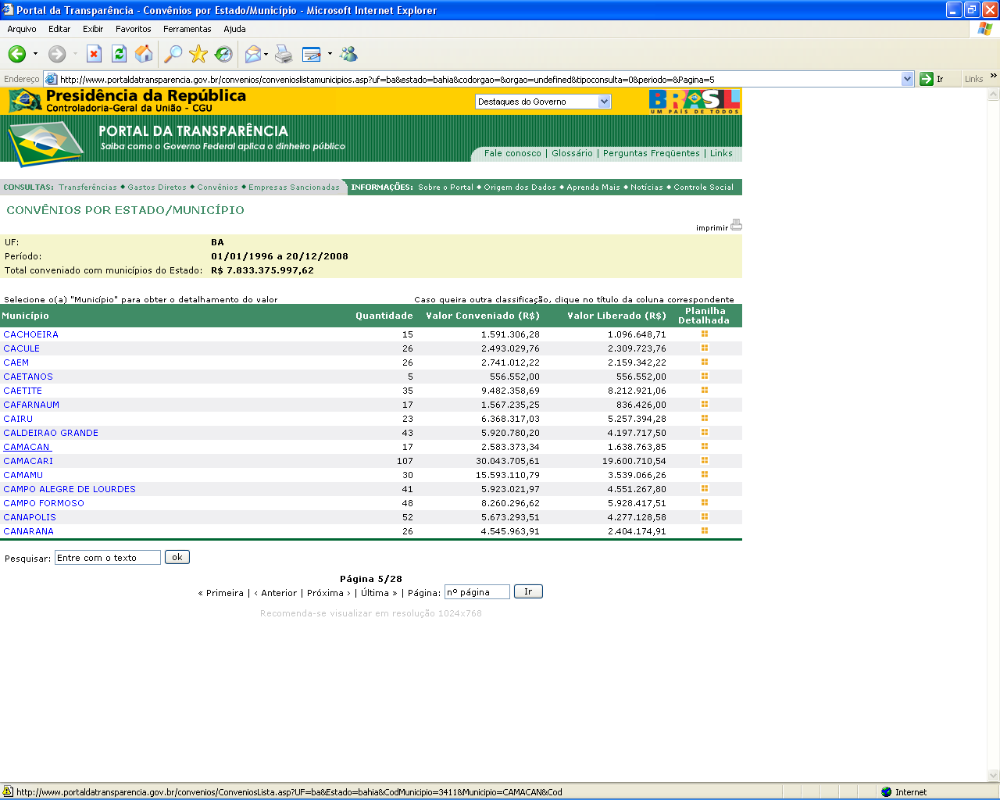 Portal da Transparência - Convênios por Estado/Município - Microsoft Internet Explorer
Arquivo Editar Exibir Favoritos Ferramentas Ajuda
Endereço http://www.portaldatransparencia.gov.br/convenios/convenioslistamunicipios.asp?uf=ba&estado=bahia&codorgao=&orgao=undefined&tipoconsulta=0&periodo=&Pagina=5 Ir Links »
Presidência da República
Controladoria-Geral da União - CGU
Destaques do Governo
BRASIL
UM PAÍS DE TODOS
PORTAL DA TRANSPARÊNCIA
Saiba como o Governo Federal aplica o dinheiro público
Fale conosco | Glossário | Perguntas Freqüentes | Links
CONSULTAS: Transferências ◆ Gastos Diretos ◆ Convênios ◆ Empresas Sancionadas INFORMAÇÕES: Sobre o Portal ◆ Origem dos Dados ◆ Aprenda Mais ◆ Notícias ◆ Controle Social
CONVÊNIOS POR ESTADO/MUNICÍPIO
imprimir
UF: BA
Período: 01/01/1996 a 20/12/2008
Total conveniado com municípios do Estado: R$ 7.833.375.997,62
Selecione o(a) "Município" para obter o detalhamento do valor Caso queira outra classificação, clique no título da coluna correspondente
Município Quantidade Valor Conveniado (R$) Valor Liberado (R$) Planilha Detalhada
CACHOEIRA 15 1.591.306,28 1.096.648,71
CACULE 26 2.493.029,76 2.309.723,76
CAEM 26 2.741.012,22 2.159.342,22
CAETANOS 5 556.552,00 556.552,00
CAETITE 35 9.482.358,69 8.212.921,06
CAFARNAUM 17 1.567.235,25 836.426,00
CAIRU 23 6.368.317,03 5.257.394,28
CALDEIRAO GRANDE 43 5.920.780,20 4.197.717,50
CAMACAN 17 2.583.373,34 1.638.763,85
CAMACARI 107 30.043.705,61 19.600.710,54
CAMAMU 30 15.593.110,79 3.539.066,26
CAMPO ALEGRE DE LOURDES 41 5.923.021,97 4.551.267,80
CAMPO FORMOSO 48 8.260.296,62 5.928.417,51
CANAPOLIS 52 5.673.293,51 4.277.128,58
CANARANA 26 4.545.963,91 2.404.174,91
Pesquisar: Entre com o texto ok
Página 5/28
« Primeira | ‹ Anterior | Próxima › | Última » | Página: nº página Ir
Recomenda-se visualizar em resolução 1024x768
http://www.portaldatransparencia.gov.br/convenios/ConveniosLista.asp?UF=ba&Estado=bahia&CodMunicipio=3411&Municipio=CAMACAN&Cod Internet